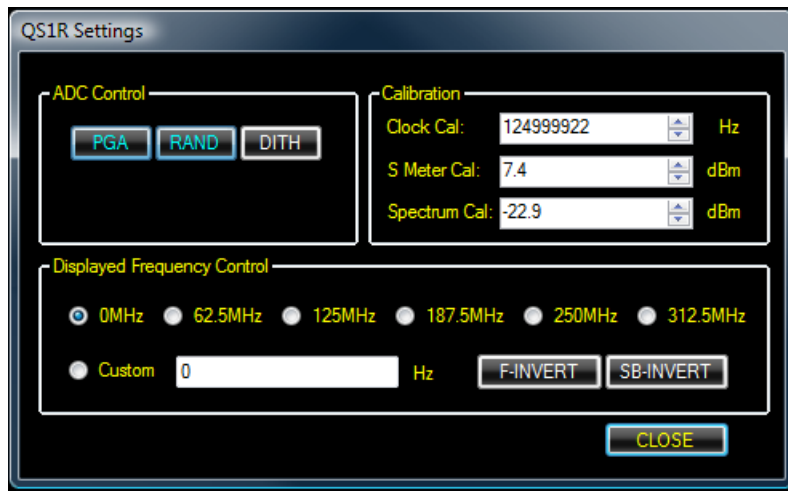 QS1R Settings
ADC Control
PGA RAND DITH
Calibration
Clock Cal: 124999922 Hz
S Meter Cal: 7.4 dBm
Spectrum Cal: -22.9 dBm
Displayed Frequency Control
0MHz 62.5MHz 125MHz 187.5MHz 250MHz 312.5MHz
Custom 0 Hz F-INVERT SB-INVERT
CLOSE